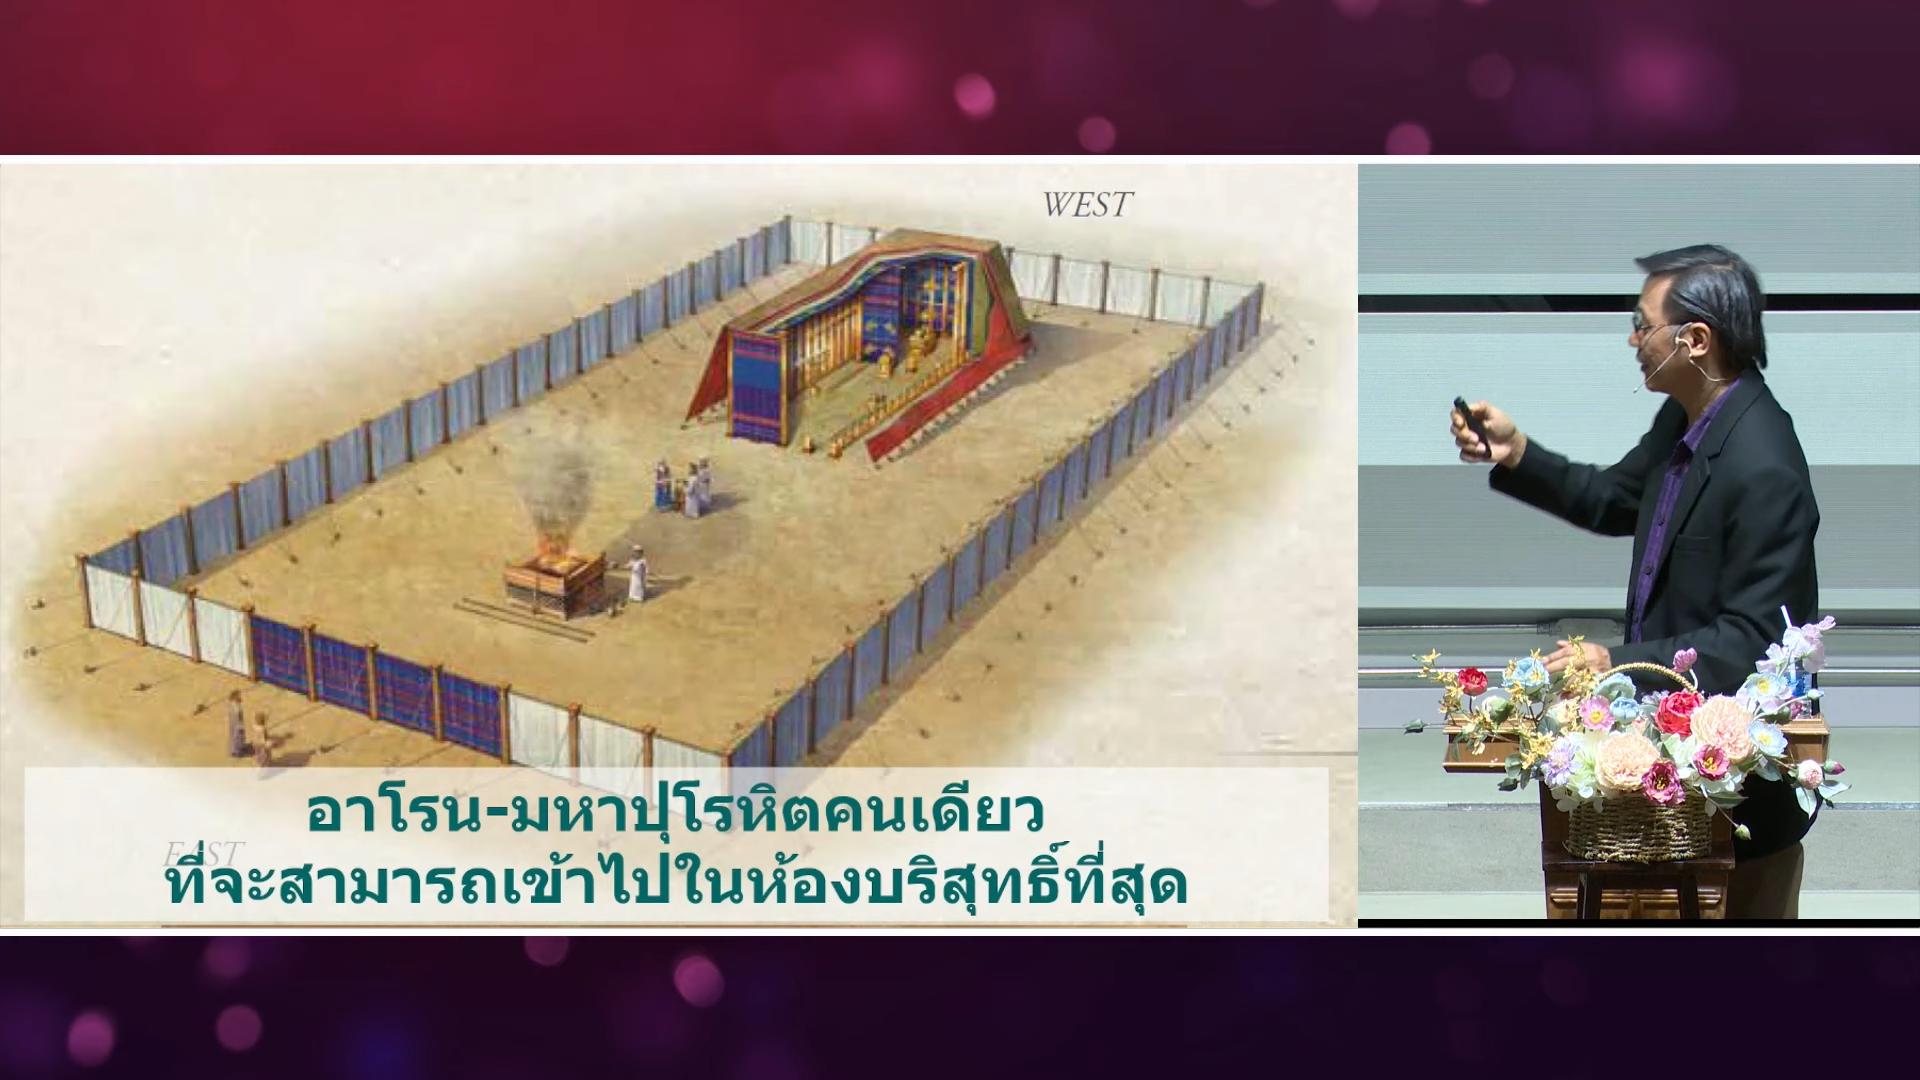 WEST
อาโรน-มหาปุโรหิตคนเดียว
EAST
ที่จะสามารถเข้าไปในห้องบริสุทธิ์ที่สุด